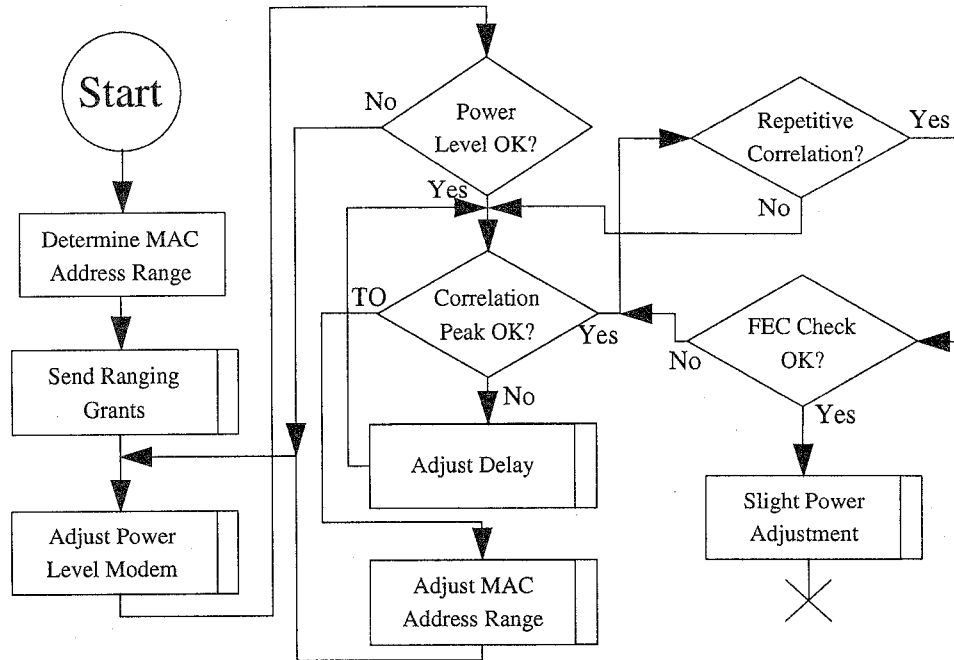 Start
Determine MAC
Address Range
Send Ranging
Grants
Adjust Power
Level Modem
No
Power
Level OK?
Yes
TO
Correlation
Peak OK?
Yes
No
Adjust Delay
Adjust MAC
Address Range
Repetitive
Correlation?
Yes
No
FEC Check
OK?
No
Yes
Slight Power
Adjustment